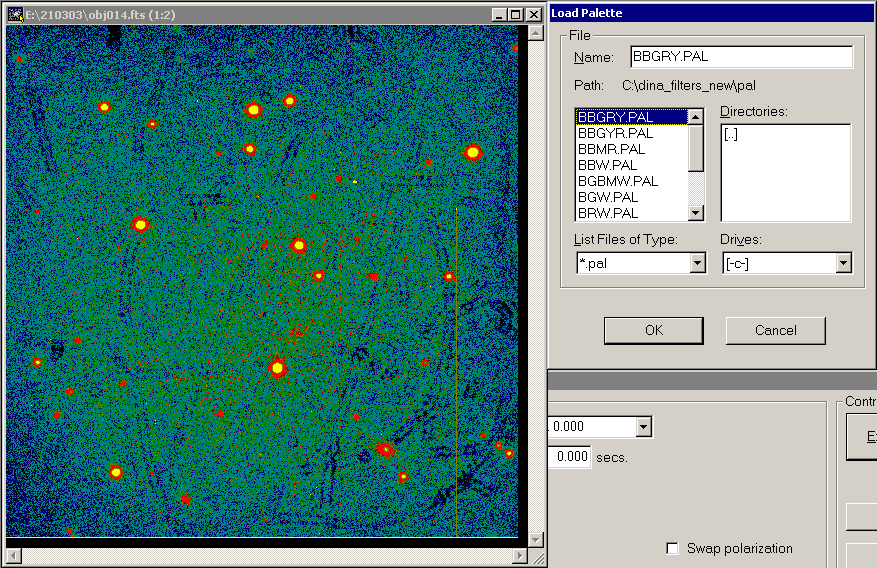 E:\210303\obj014.fts (1:2)
Load Palette
File
Name: BBGRY.PAL
Path: C:\dina_filters_new\pal
Directories:
BBGRY.PAL
BBGYR.PAL
BBMR.PAL
BBW.PAL
BGBMW.PAL
BGW.PAL
BRW.PAL
[..]
List Files of Type: Drives:
*.pal [-c-]
OK Cancel
Contr
0.000
0.000 secs.
E
Swap polarization